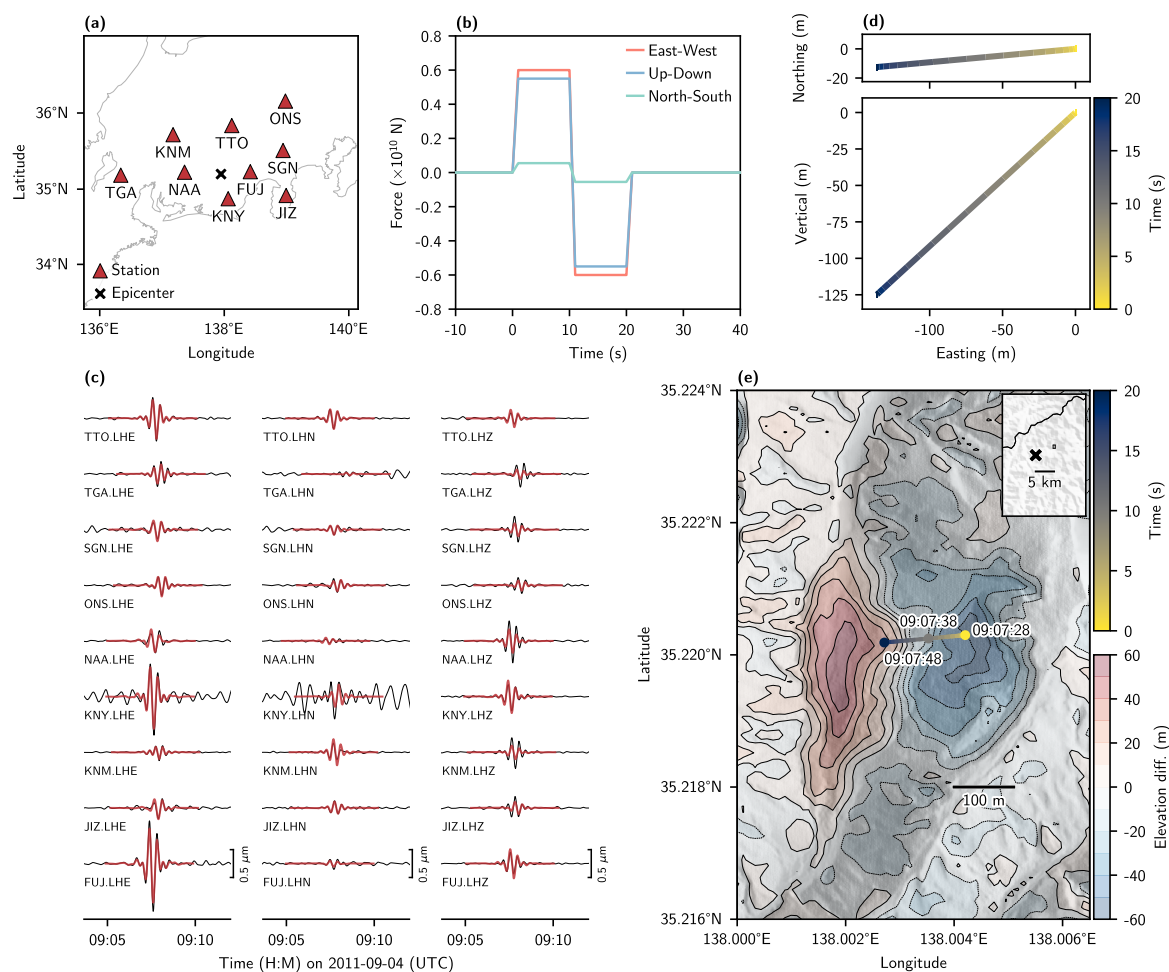 (a)
36°N
35°N
34°N
Latitude
ONS
TTO
KNM
SGN
TGA
NAA
FUJ
KNY
JIZ
Station
Epicenter
136°E
138°E
140°E
Longitude
(b)
0.8
0.6
0.4
0.2
0.0
-0.2
-0.4
-0.6
-0.8
Force (×10¹⁰ N)
East-West
Up-Down
North-South
-10
0
10
20
30
40
Time (s)
(d)
Northing (m)
0
-20
Vertical (m)
0
-25
-50
-75
-100
-125
-100
-50
0
Easting (m)
20
15
10
5
0
Time (s)
(c)
TTO.LHE
TTO.LHN
TTO.LHZ
TGA.LHE
TGA.LHN
TGA.LHZ
SGN.LHE
SGN.LHN
SGN.LHZ
ONS.LHE
ONS.LHN
ONS.LHZ
NAA.LHE
NAA.LHN
NAA.LHZ
KNY.LHE
KNY.LHN
KNY.LHZ
KNM.LHE
KNM.LHN
KNM.LHZ
JIZ.LHE
JIZ.LHN
JIZ.LHZ
FUJ.LHE
FUJ.LHN
FUJ.LHZ
0.5 μm
0.5 μm
0.5 μm
09:05
09:10
09:05
09:10
09:05
09:10
Time (H:M) on 2011-09-04 (UTC)
(e)
35.224°N
35.222°N
35.220°N
35.218°N
35.216°N
Latitude
5 km
09:07:38
09:07:28
09:07:48
100 m
138.000°E
138.002°E
138.004°E
138.006°E
Longitude
20
15
10
5
0
Time (s)
60
40
20
0
-20
-40
-60
Elevation diff. (m)